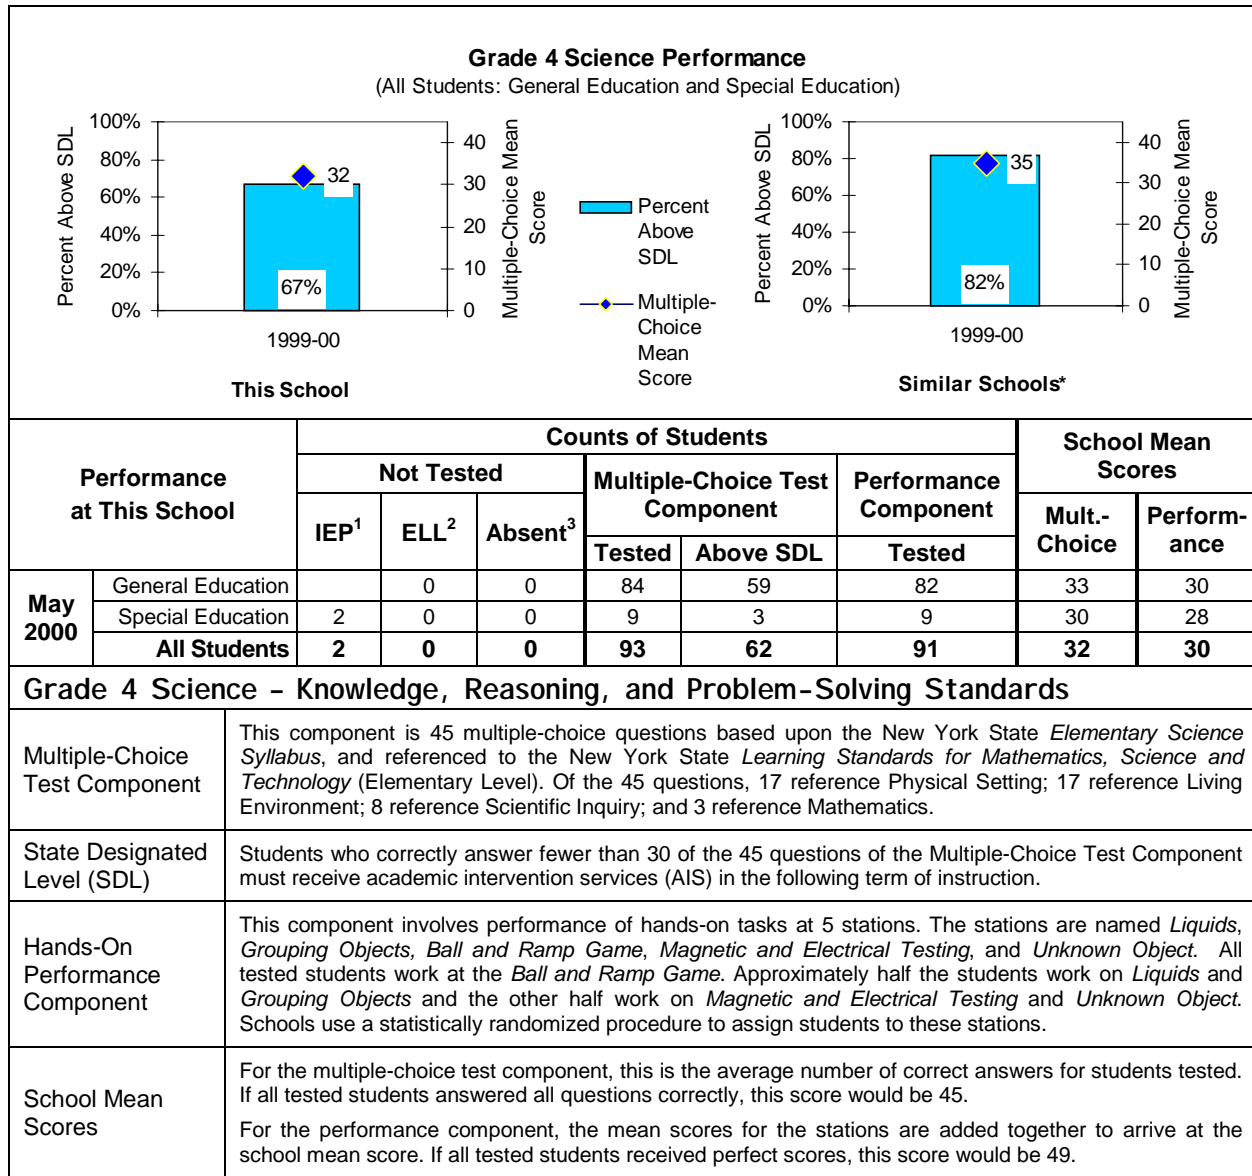 Grade 4 Science Performance
(All Students: General Education and Special Education)
Percent Above SDL
100%
80%
60%
40%
20%
0%
32
67%
40
30
20
10
0
Multiple-Choice Mean
Score
1999-00
This School
Percent
Above
SDL
Multiple-
Choice
Mean
Score
Percent Above SDL
100%
80%
60%
40%
20%
0%
35
82%
40
30
20
10
0
Multiple-Choice Mean
Score
1999-00
Similar Schools*
Performance
at This School
Counts of Students
School Mean
Scores
Not Tested
Multiple-Choice Test
Component
Performance
Component
IEP1 ELL2 Absent3
Tested Above SDL Tested
Mult.-
Choice
Perform-
ance
May
2000
General Education 0 0 84 59 82 33 30
Special Education 2 0 0 9 3 9 30 28
All Students 2 0 0 93 62 91 32 30
Grade 4 Science – Knowledge, Reasoning, and Problem-Solving Standards
Multiple-Choice
Test Component
This component is 45 multiple-choice questions based upon the New York State Elementary Science
Syllabus, and referenced to the New York State Learning Standards for Mathematics, Science and
Technology (Elementary Level). Of the 45 questions, 17 reference Physical Setting; 17 reference Living
Environment; 8 reference Scientific Inquiry; and 3 reference Mathematics.
State Designated
Level (SDL)
Students who correctly answer fewer than 30 of the 45 questions of the Multiple-Choice Test Component
must receive academic intervention services (AIS) in the following term of instruction.
Hands-On
Performance
Component
This component involves performance of hands-on tasks at 5 stations. The stations are named Liquids,
Grouping Objects, Ball and Ramp Game, Magnetic and Electrical Testing, and Unknown Object. All
tested students work at the Ball and Ramp Game. Approximately half the students work on Liquids and
Grouping Objects and the other half work on Magnetic and Electrical Testing and Unknown Object.
Schools use a statistically randomized procedure to assign students to these stations.
School Mean
Scores
For the multiple-choice test component, this is the average number of correct answers for students tested.
If all tested students answered all questions correctly, this score would be 45.
For the performance component, the mean scores for the stations are added together to arrive at the
school mean score. If all tested students received perfect scores, this score would be 49.